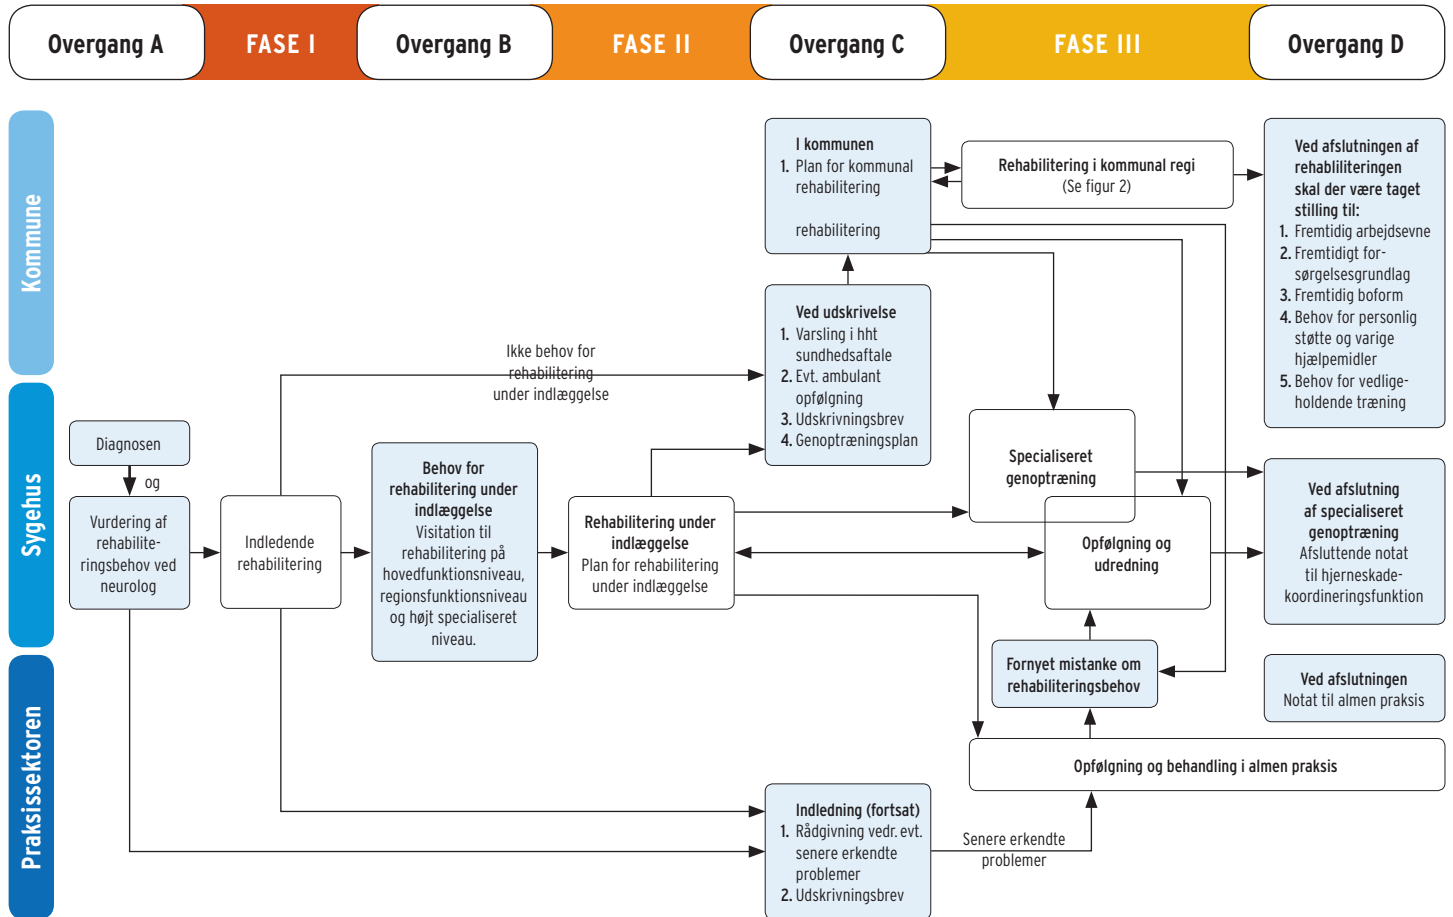 Overgang A
FASE I
Overgang B
FASE II
Overgang C
FASE III
Overgang D
Kommune
I kommunen
1. Plan for kommunal
rehabilitering
rehabilitering
Rehabilitering i kommunal regi
(Se figur 2)
Ved afslutningen af
rehabliliteringen
skal der være taget
stilling til:
1. Fremtidig arbejdsevne
2. Fremtidigt for-
sørgelsesgrundlag
3. Fremtidig boform
4. Behov for personlig
støtte og varige
hjælpemidler
5. Behov for vedlige-
holdende træning
Ved udskrivelse
1. Varsling i hht
sundhedsaftale
2. Evt. ambulant
opfølgning
3. Udskrivningsbrev
4. Genoptræningsplan
Ikke behov for
rehabilitering
under indlæggelse
Sygehus
Diagnosen
og
Vurdering af
rehabilite-
ringsbehov ved
neurolog
Indledende
rehabilitering
Behov for
rehabilitering under
indlæggelse
Visitation til
rehabilitering på
hovedfunktionsniveau,
regionsfunktionsniveau
og højt specialiseret
niveau.
Rehabilitering under
indlæggelse
Plan for rehabilitering
under indlæggelse
Specialiseret
genoptræning
Opfølgning og
udredning
Ved afslutning
af specialiseret
genoptræning
Afsluttende notat
til hjerneskade-
koordineringsfunktion
Praksissektoren
Fornyet mistanke om
rehabiliteringsbehov
Ved afslutningen
Notat til almen praksis
Opfølgning og behandling i almen praksis
Indledning (fortsat)
1. Rådgivning vedr. evt.
senere erkendte
problemer
2. Udskrivningsbrev
Senere erkendte
problemer